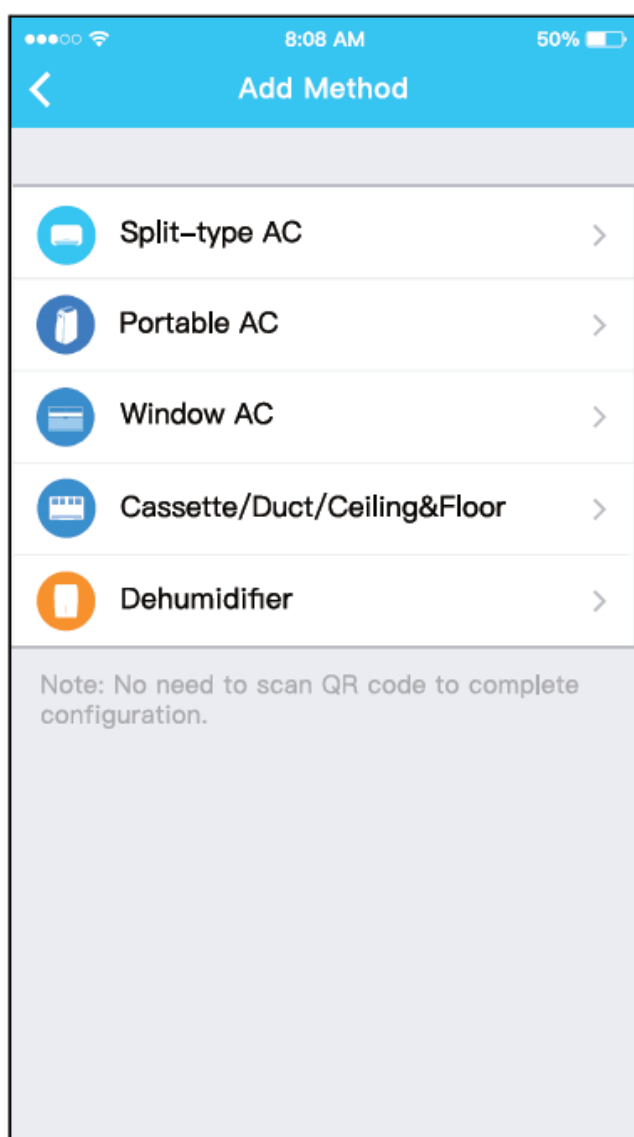 8:08 AM 50%
Add Method
Split-type AC
Portable AC
Window AC
Cassette/Duct/Ceiling&Floor
Dehumidifier
Note: No need to scan QR code to complete
configuration.